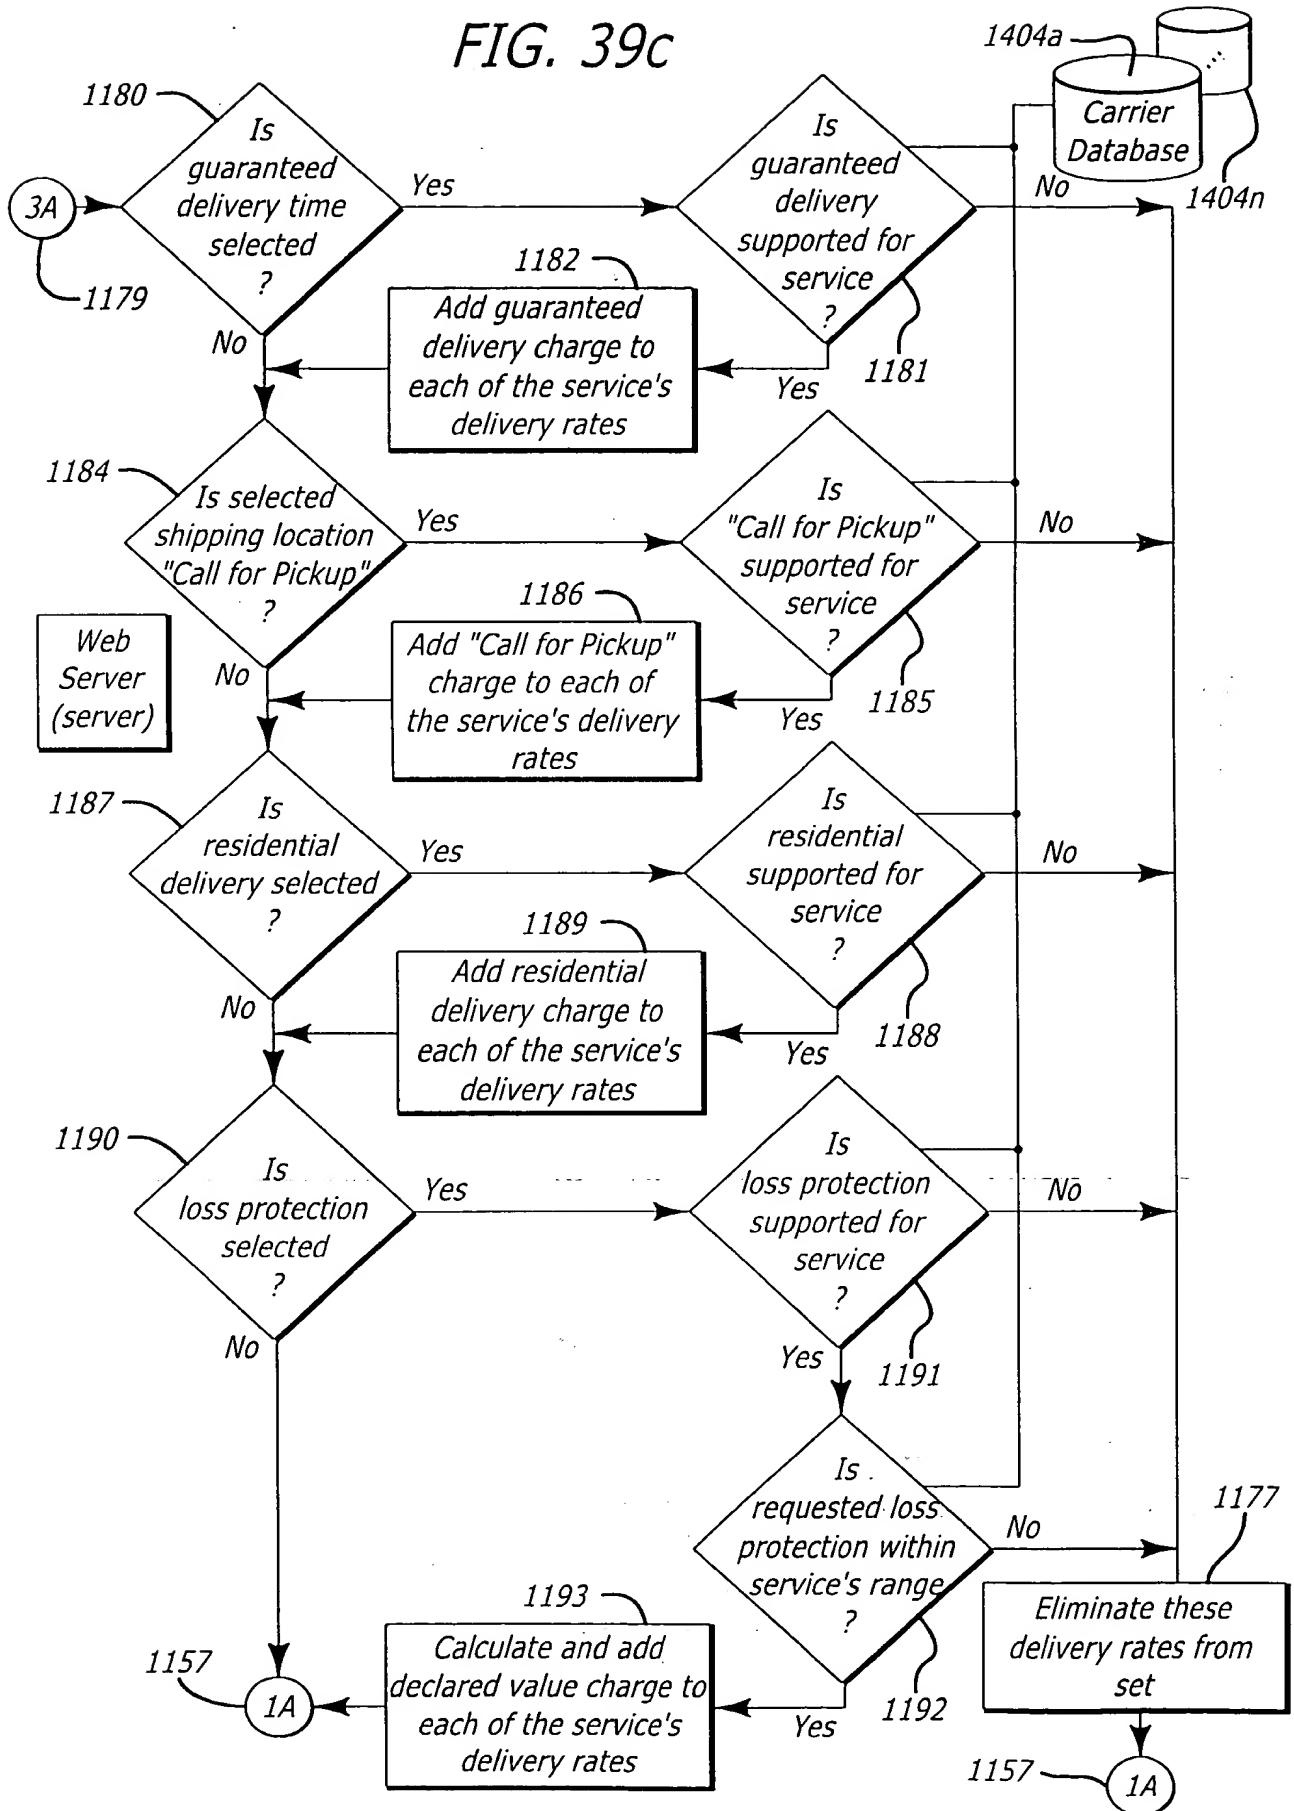 FIG. 39c
1404a
Carrier
Database
1404n
1180
Is
guaranteed
delivery time
selected
?
Yes
No
3A
1179
Is
guaranteed
delivery
supported for
service
?
No
1181
Yes
1182
Add guaranteed
delivery charge to
each of the service's
delivery rates
1184
Is selected
shipping location
"Call for Pickup"
?
Yes
No
Is
"Call for Pickup"
supported for
service
?
No
1185
Yes
1186
Add "Call for Pickup"
charge to each of
the service's delivery
rates
Web
Server
(server)
1187
Is
residential
delivery selected
?
Yes
No
Is
residential
supported for
service
?
No
1188
Yes
1189
Add residential
delivery charge to
each of the service's
delivery rates
1190
Is
loss protection
selected
?
Yes
No
Is
loss protection
supported for
service
?
No
1191
Yes
Is
requested loss
protection within
service's range
?
No
1192
Yes
1193
Calculate and add
declared value charge to
each of the service's
delivery rates
1157
1A
1177
Eliminate these
delivery rates from
set
1157
1A